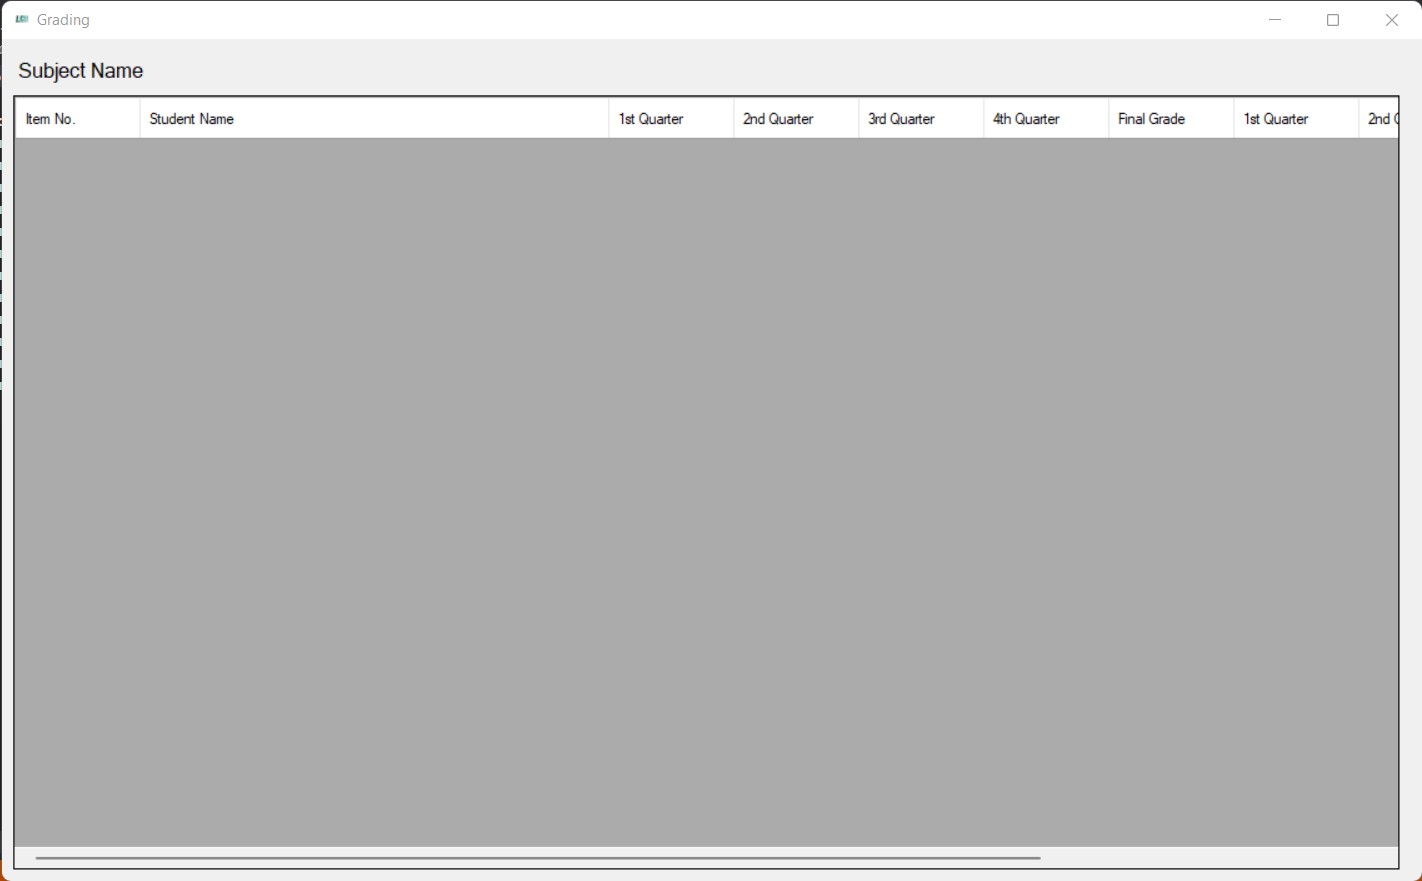 Grading
Subject Name
Item No. Student Name 1st Quarter 2nd Quarter 3rd Quarter 4th Quarter Final Grade 1st Quarter 2nd